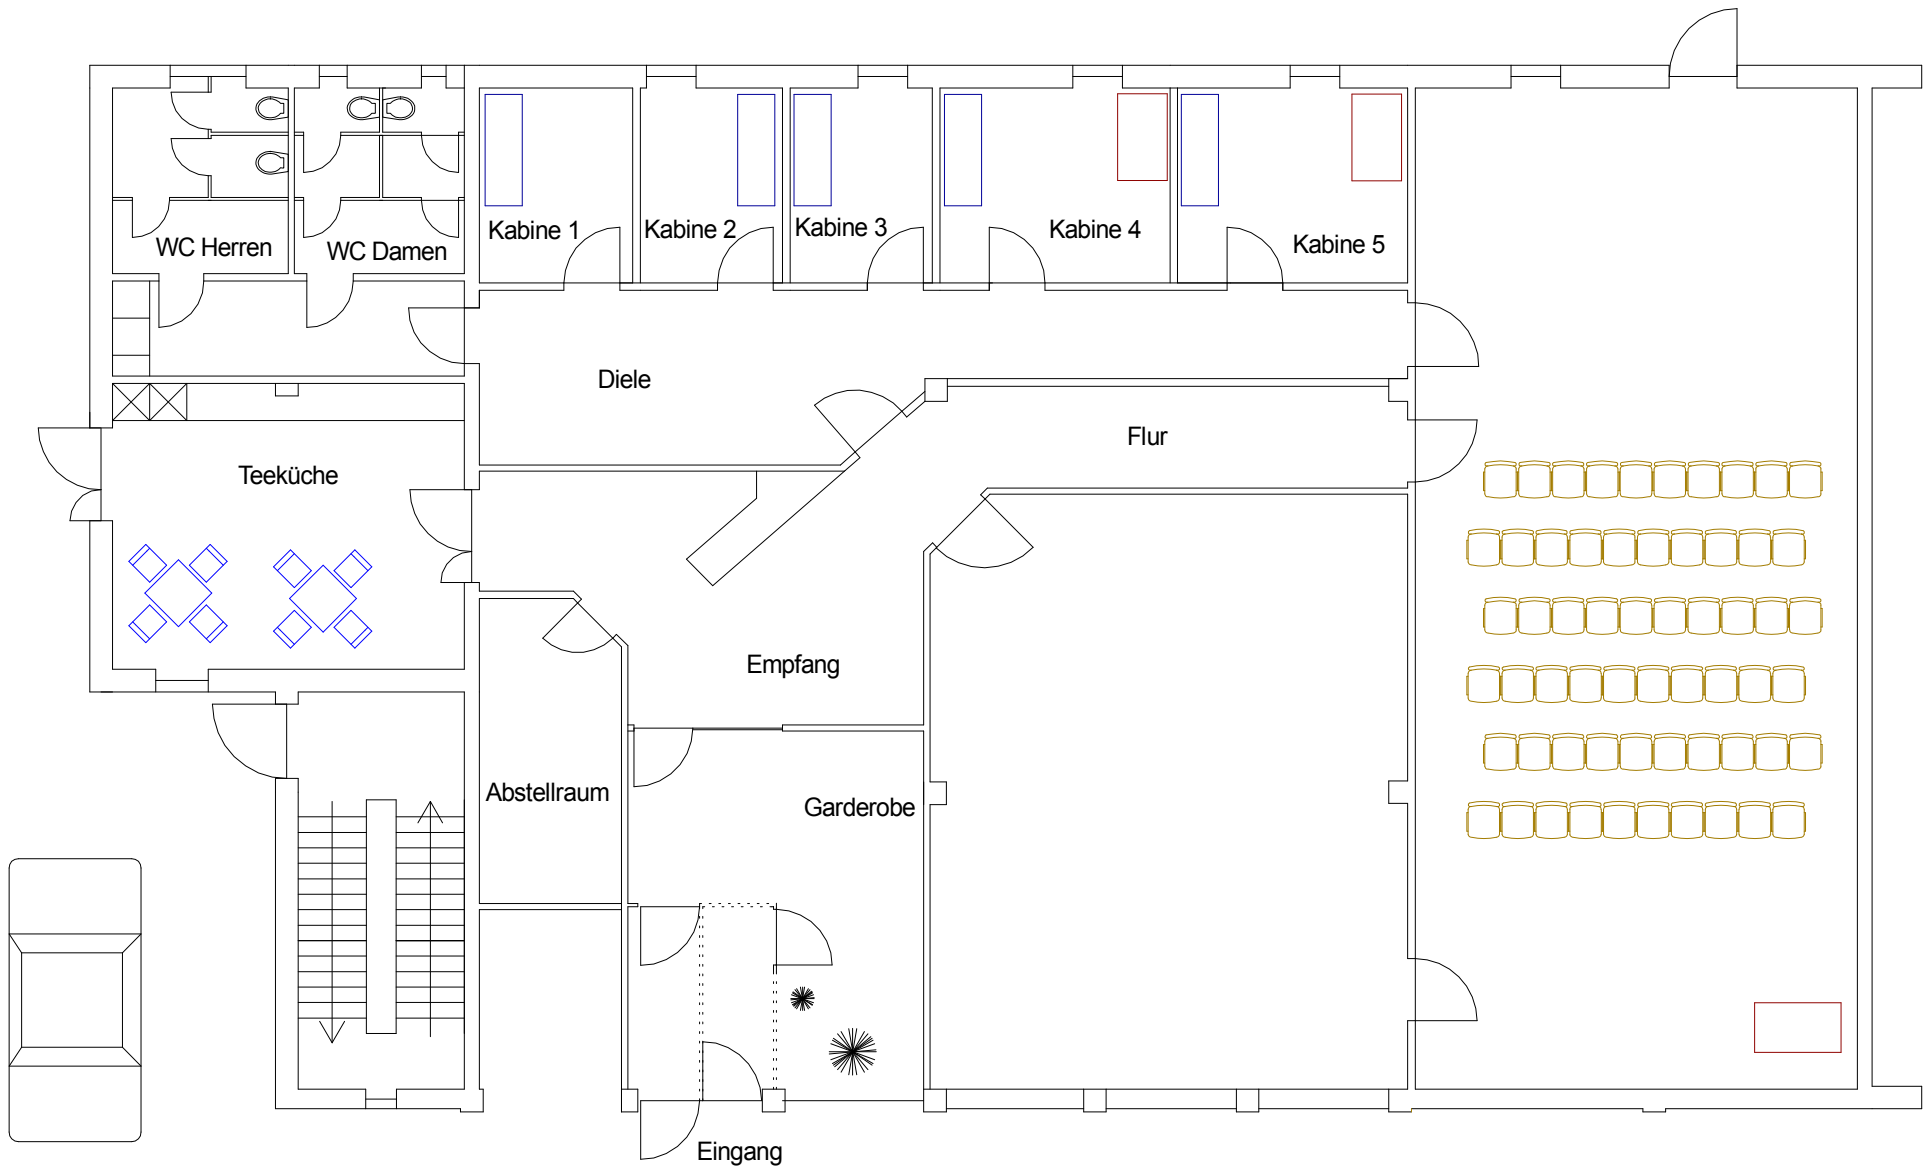 WC Herren
WC Damen
Kabine 1
Kabine 2
Kabine 3
Kabine 4
Kabine 5
Diele
Flur
Teeküche
Empfang
Abstellraum
Garderobe
Eingang